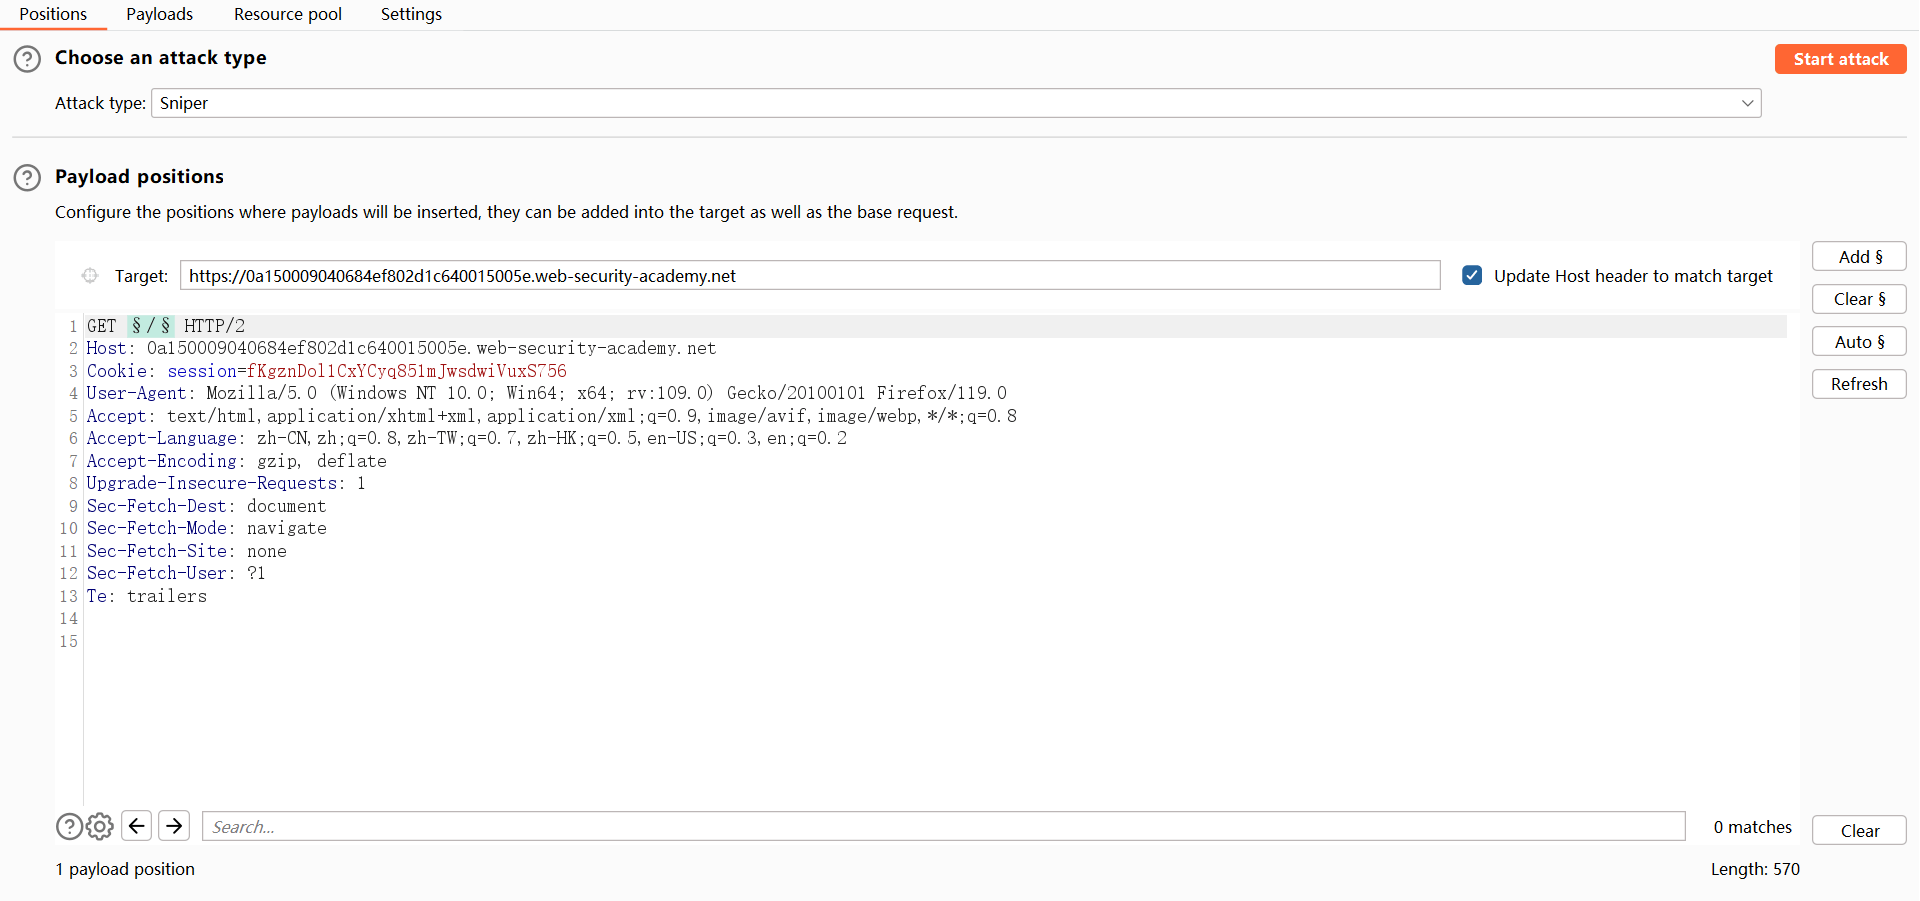 Positions Payloads Resource pool Settings
Choose an attack type
Start attack
Attack type: Sniper
Payload positions
Configure the positions where payloads will be inserted, they can be added into the target as well as the base request.
Target: https://0a150009040684ef802d1c640015005e.web-security-academy.net Update Host header to match target
Add §
Clear §
Auto §
Refresh
1 GET §/§ HTTP/2
2 Host: 0a150009040684ef802d1c640015005e.web-security-academy.net
3 Cookie: session=fKgznDol1CxYCyq851mJwsdwiVuxS756
4 User-Agent: Mozilla/5.0 (Windows NT 10.0; Win64; x64; rv:109.0) Gecko/20100101 Firefox/119.0
5 Accept: text/html,application/xhtml+xml,application/xml;q=0.9,image/avif,image/webp,*/*;q=0.8
6 Accept-Language: zh-CN,zh;q=0.8,zh-TW;q=0.7,zh-HK;q=0.5,en-US;q=0.3,en;q=0.2
7 Accept-Encoding: gzip, deflate
8 Upgrade-Insecure-Requests: 1
9 Sec-Fetch-Dest: document
10 Sec-Fetch-Mode: navigate
11 Sec-Fetch-Site: none
12 Sec-Fetch-User: ?1
13 Te: trailers
14
15
Search... 0 matches Clear
1 payload position Length: 570